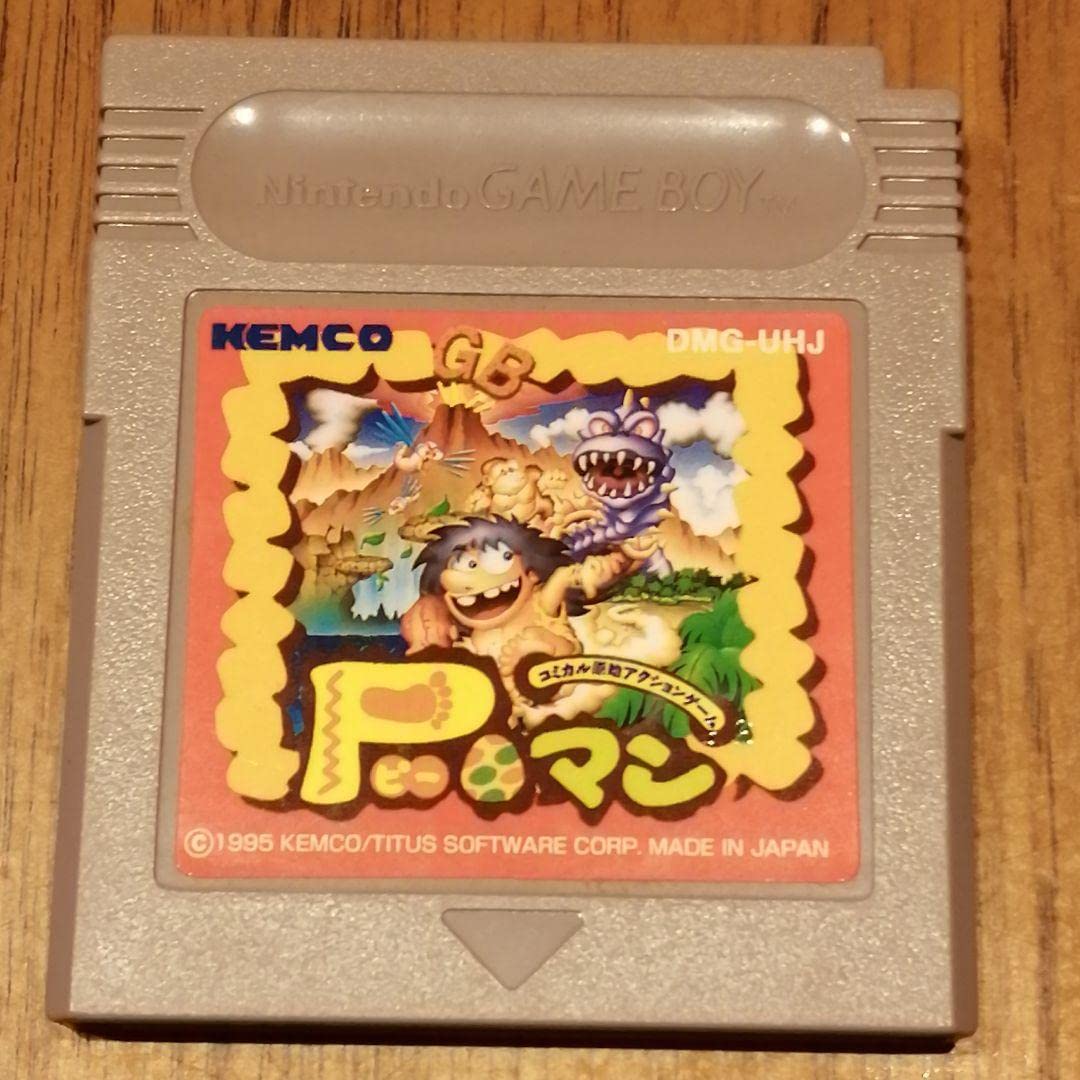 Nintendo GAME BOY™
KEMCO
DMG-UHJ
GB
コミカル原始アクションゲーム
P・マン
ピー
©1995 KEMCO/TITUS SOFTWARE CORP. MADE IN JAPAN